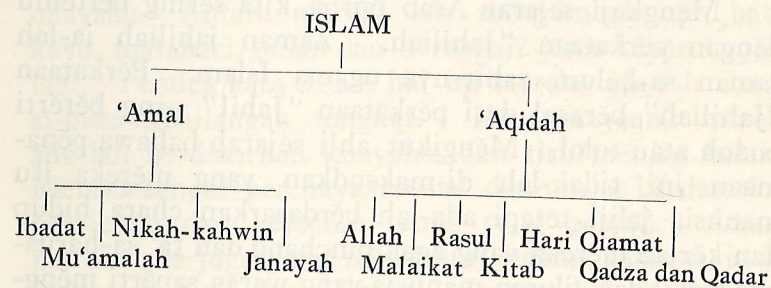 ISLAM
‘Amal ‘Aqidah
Ibadat Nikah-kahwin Allah Rasul Hari Qiamat
Mu‘amalah Janayah Malaikat Kitab Qadza dan Qadar